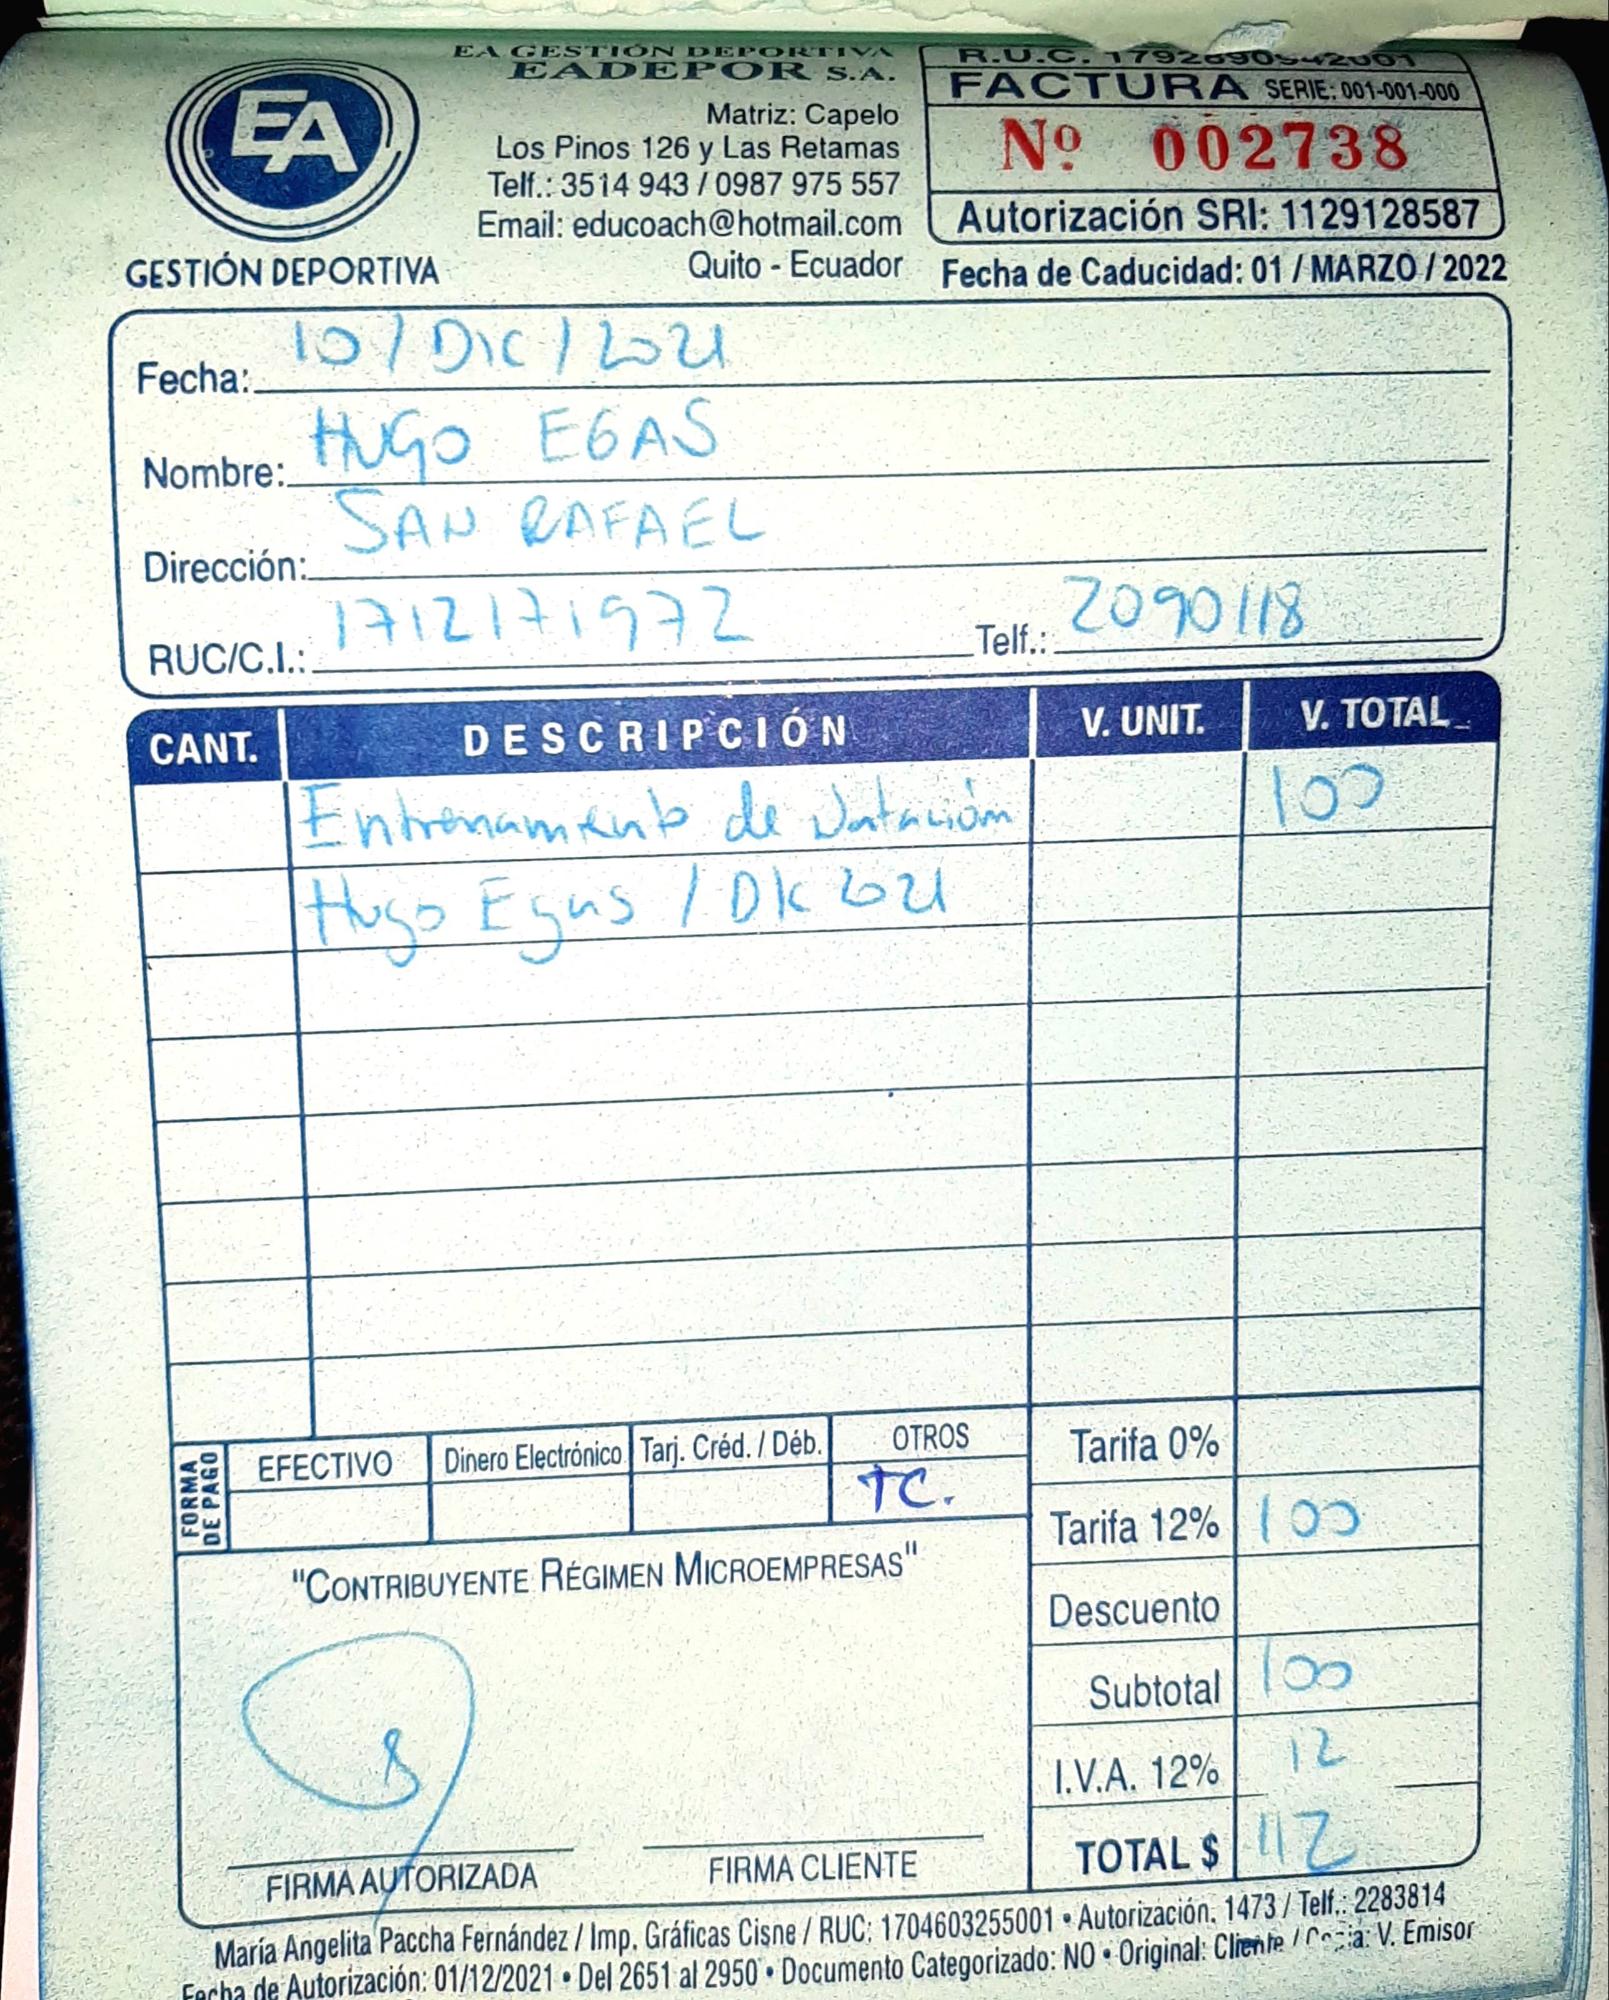 EA GESTIÓN DEPORTIVA
EADEPOR S.A.
EA
GESTIÓN DEPORTIVA
Matriz: Capelo
Los Pinos 126 y Las Retamas
Telf.: 3514 943 / 0987 975 557
Email: educoach@hotmail.com
Quito - Ecuador
R.U.C. 1792690542001
FACTURA SERIE: 001-001-000
Nº 002738
Autorización SRI: 1129128587
Fecha de Caducidad: 01 / MARZO / 2022
Fecha: 10 / DIC / 2021
Nombre: HUGO EGAS
Dirección: SAN RAFAEL
RUC/C.I.: 1712171972 Telf.: 2090118
CANT. DESCRIPCIÓN V. UNIT. V. TOTAL
Entrenamiento de Natación 100
Hugo Egas / Dic 2021
FORMA DE PAGO
EFECTIVO Dinero Electrónico Tarj. Créd. / Déb. OTROS
TC.
Tarifa 0%
Tarifa 12% 100
Descuento
Subtotal 100
I.V.A. 12% 12
TOTAL $ 112
"CONTRIBUYENTE RÉGIMEN MICROEMPRESAS"
FIRMA AUTORIZADA FIRMA CLIENTE
María Angelita Paccha Fernández / Imp. Gráficas Cisne / RUC: 1704603255001 • Autorización. 1473 / Telf.: 2283814
Fecha de Autorización: 01/12/2021 • Del 2651 al 2950 • Documento Categorizado: NO • Original: Cliente / Copia: V. Emisor